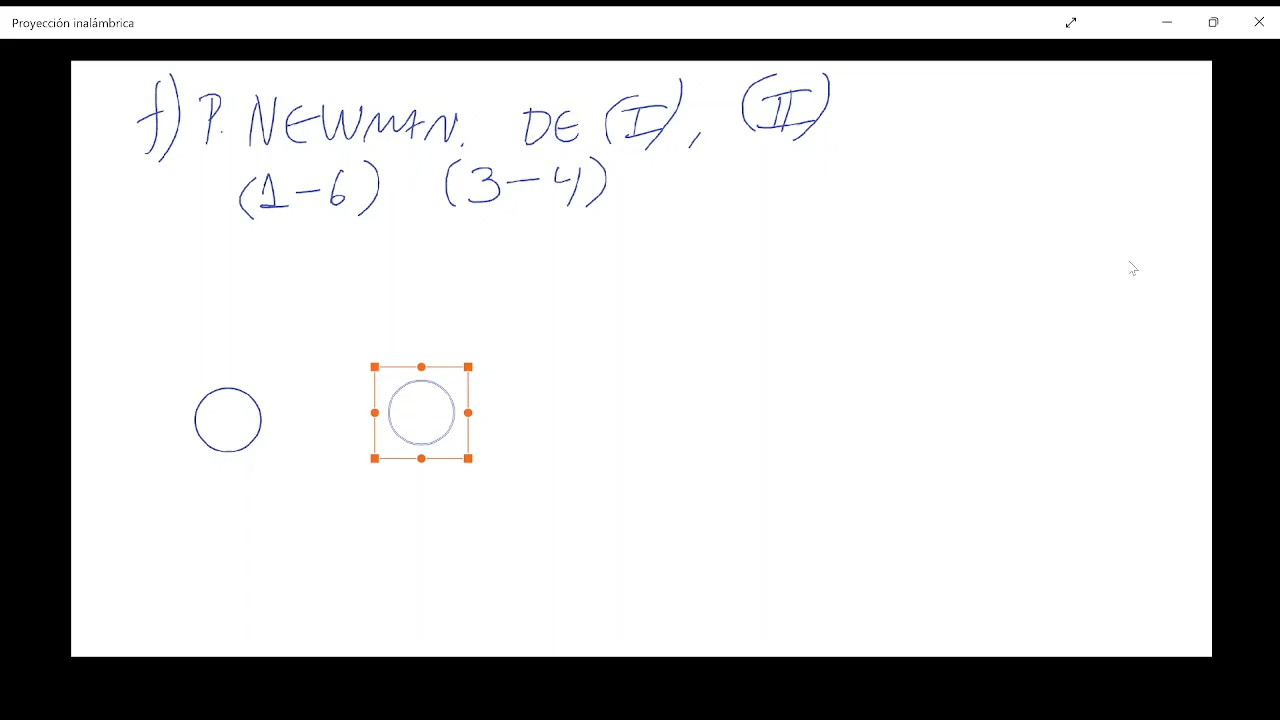 Proyección inalámbrica
f) P. NEWMAN. DE (I), (II)
(1-6) (3-4)